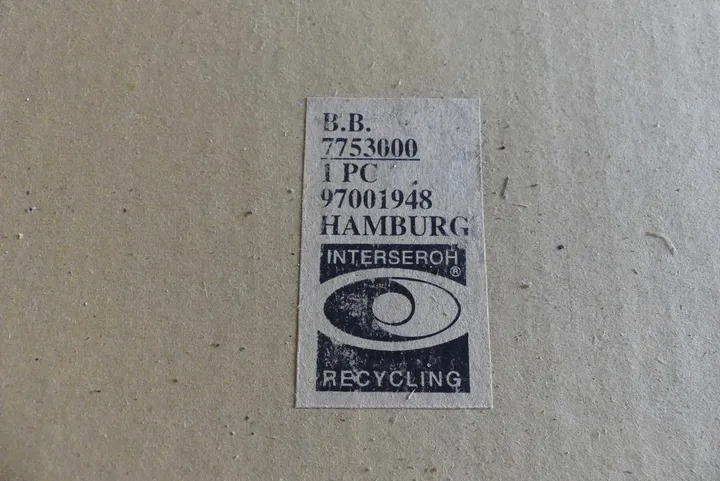 B.B.
7753000
1 PC
97001948
HAMBURG
INTERSEROH
®
RECYCLING